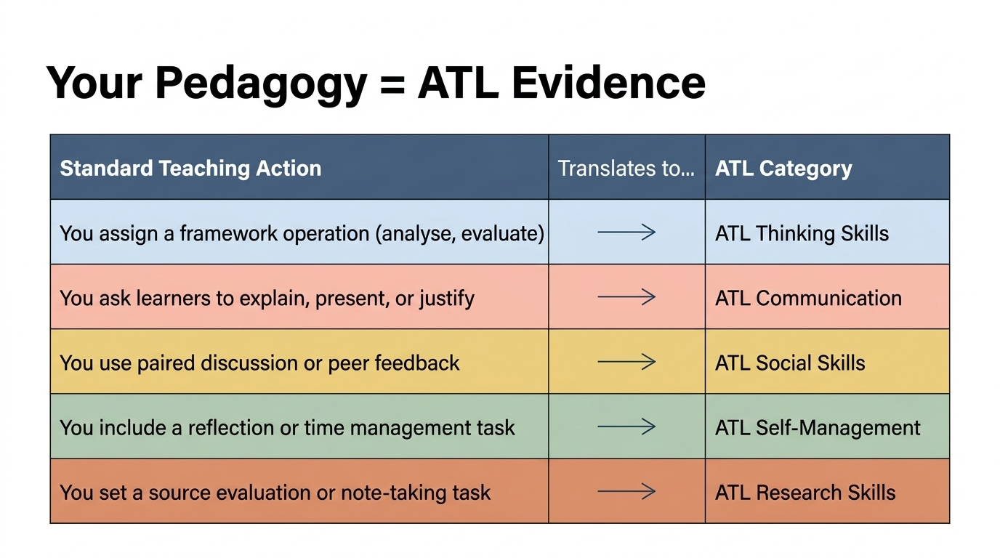 Your Pedagogy = ATL Evidence
Standard Teaching Action
Translates to...
ATL Category
You assign a framework operation (analyse, evaluate)
ATL Thinking Skills
You ask learners to explain, present, or justify
ATL Communication
You use paired discussion or peer feedback
ATL Social Skills
You include a reflection or time management task
ATL Self-Management
You set a source evaluation or note-taking task
ATL Research Skills